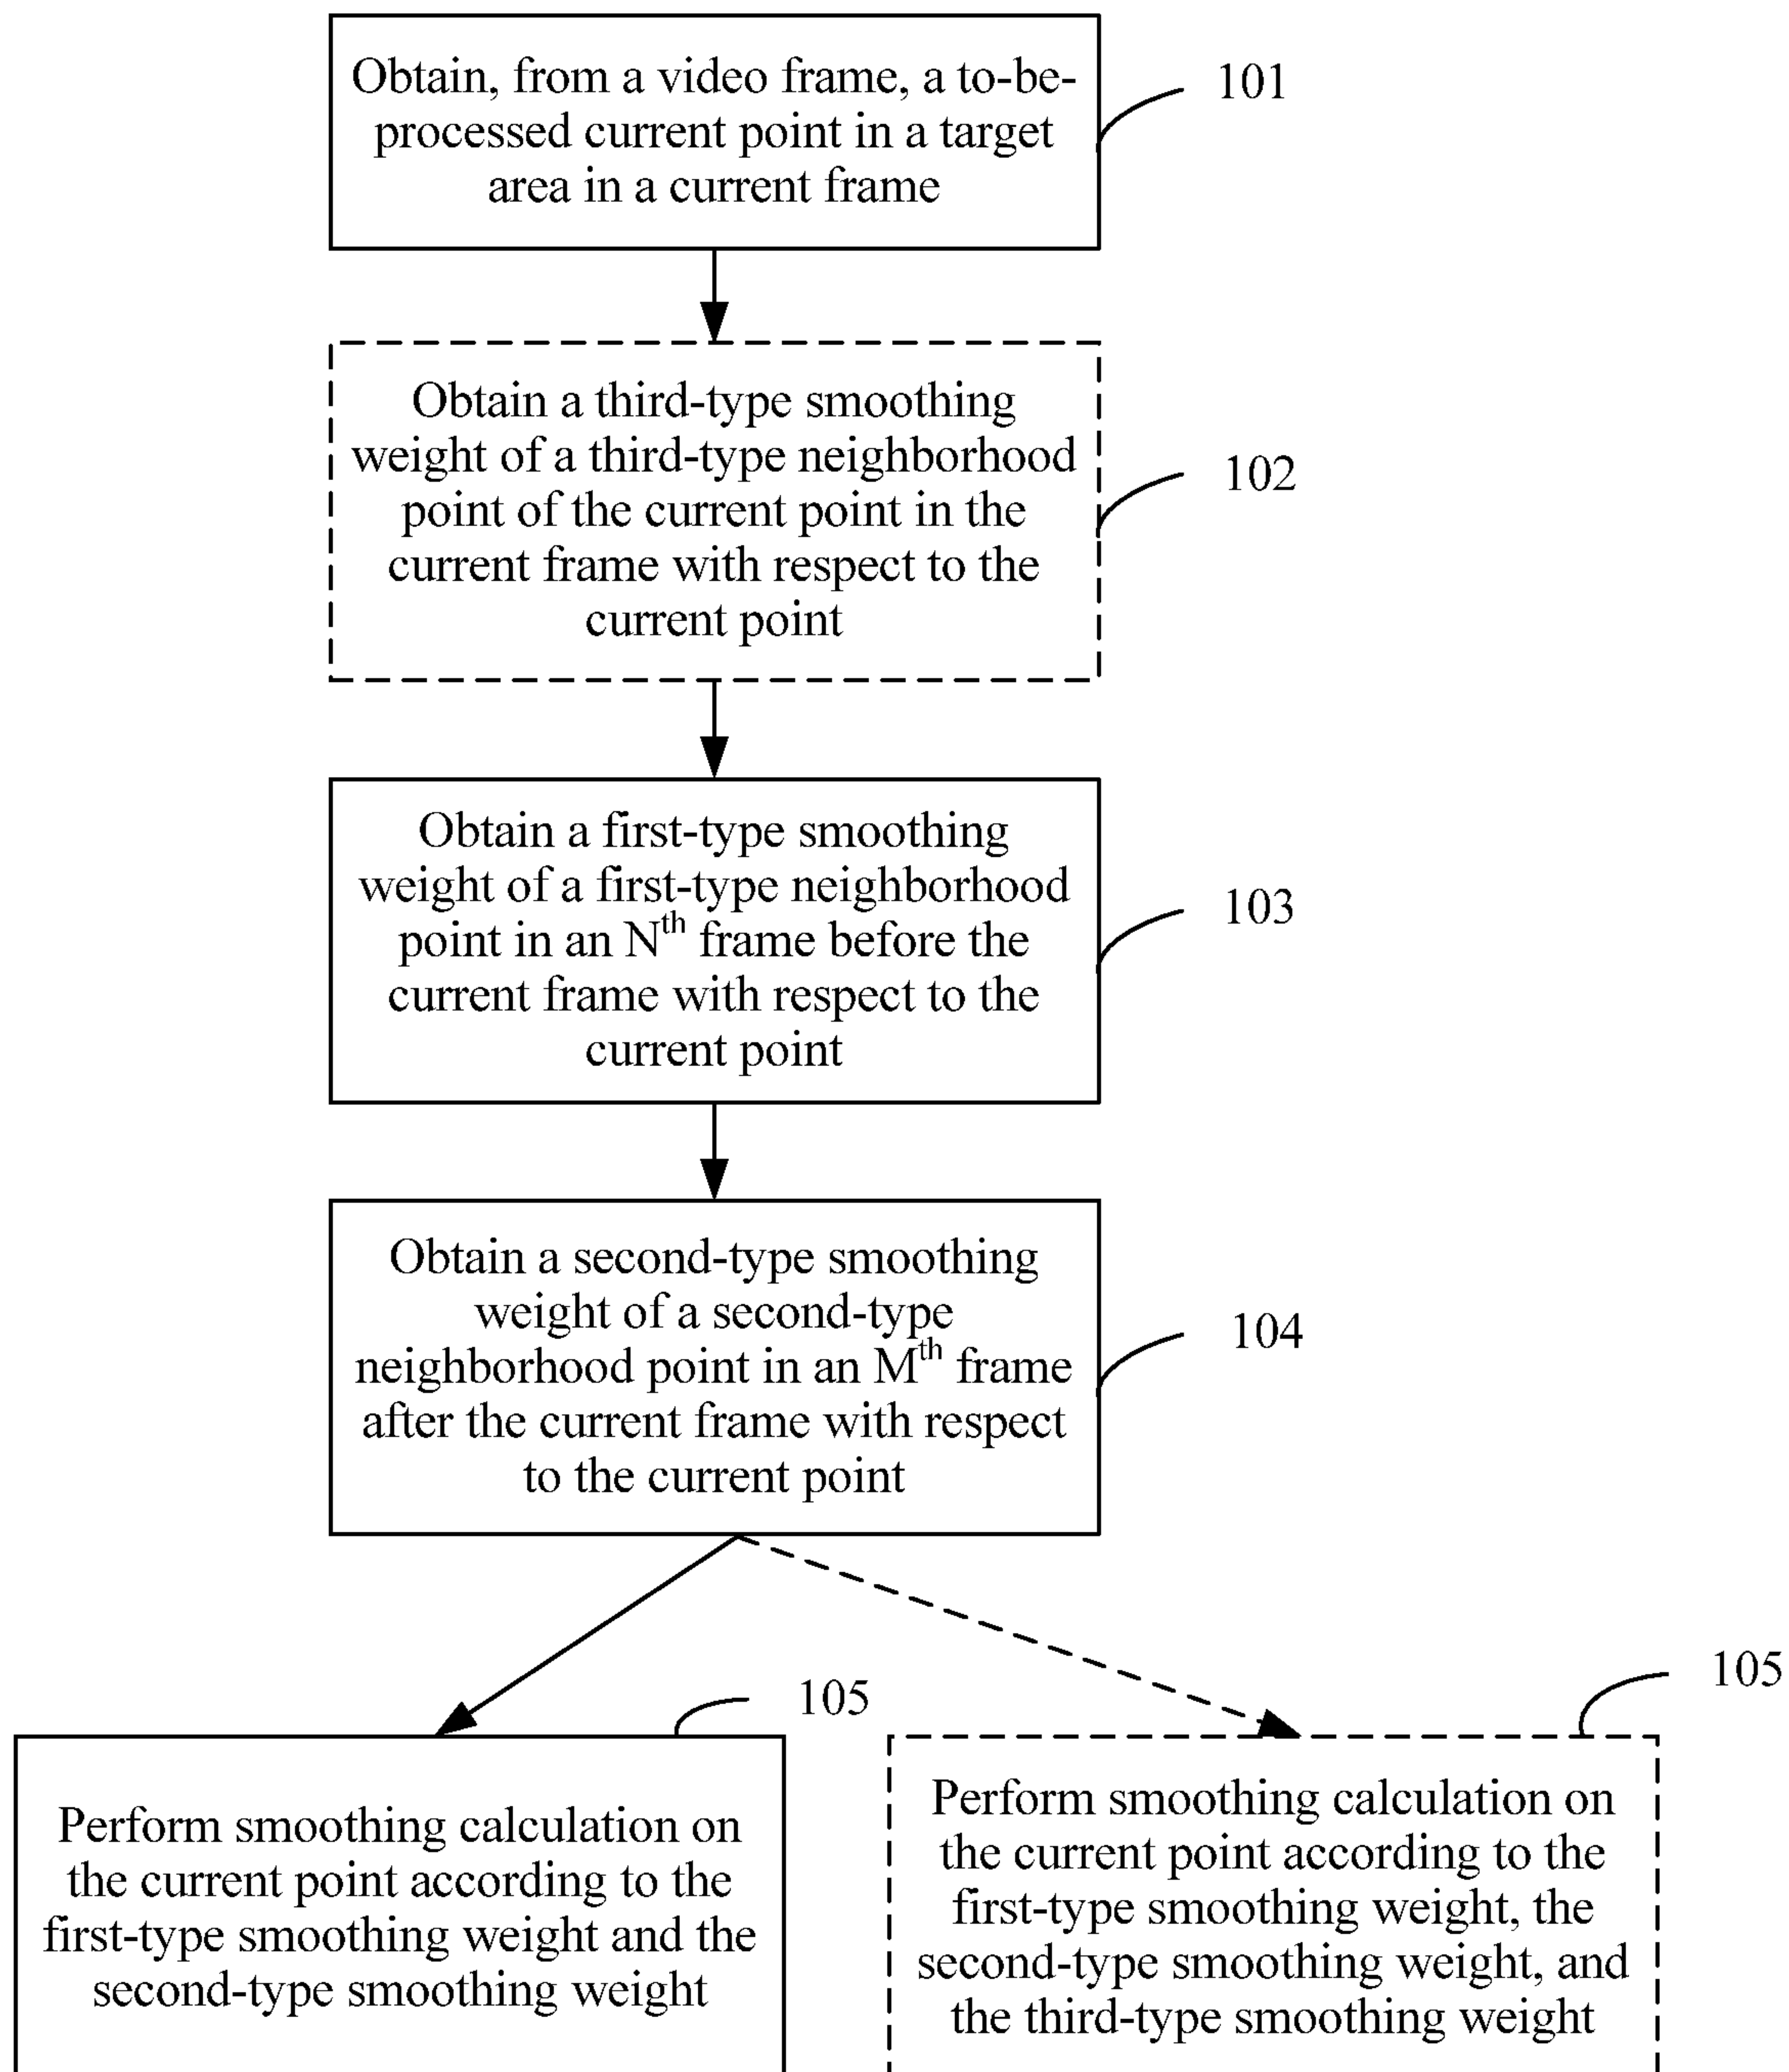 Obtain, from a video frame, a to-be-
processed current point in a target
area in a current frame
101
Obtain a third-type smoothing
weight of a third-type neighborhood
point of the current point in the
current frame with respect to the
current point
102
Obtain a first-type smoothing
weight of a first-type neighborhood
point in an Nth frame before the
current frame with respect to the
current point
103
Obtain a second-type smoothing
weight of a second-type
neighborhood point in an Mth frame
after the current frame with respect
to the current point
104
105
Perform smoothing calculation on
the current point according to the
first-type smoothing weight and the
second-type smoothing weight
105
Perform smoothing calculation on
the current point according to the
first-type smoothing weight, the
second-type smoothing weight, and
the third-type smoothing weight